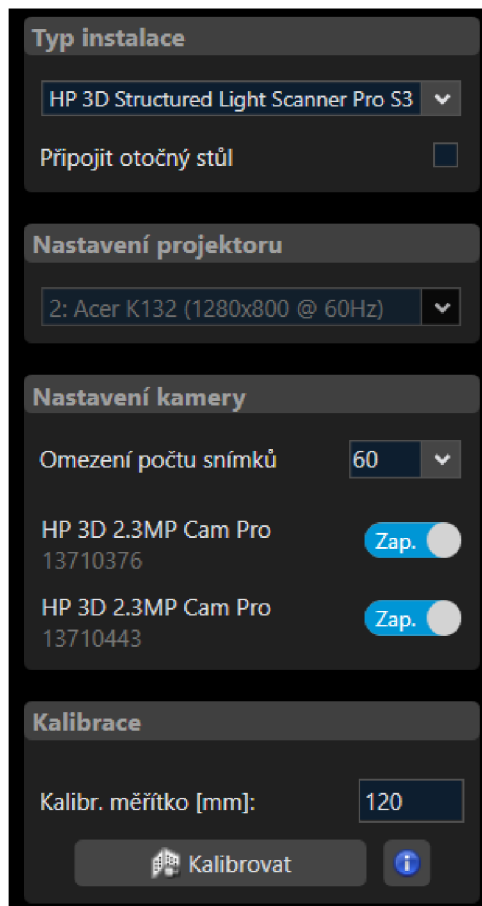 Typ instalace
HP 3D Structured Light Scanner Pro S3
Připojit otočný stůl
Nastavení projektoru
2: Acer K132 (1280x800 @ 60Hz)
Nastavení kamery
Omezení počtu snímků 60
HP 3D 2.3MP Cam Pro
13710376
Zap.
HP 3D 2.3MP Cam Pro
13710443
Zap.
Kalibrace
Kalibr. měřítko [mm]: 120
Kalibrovat